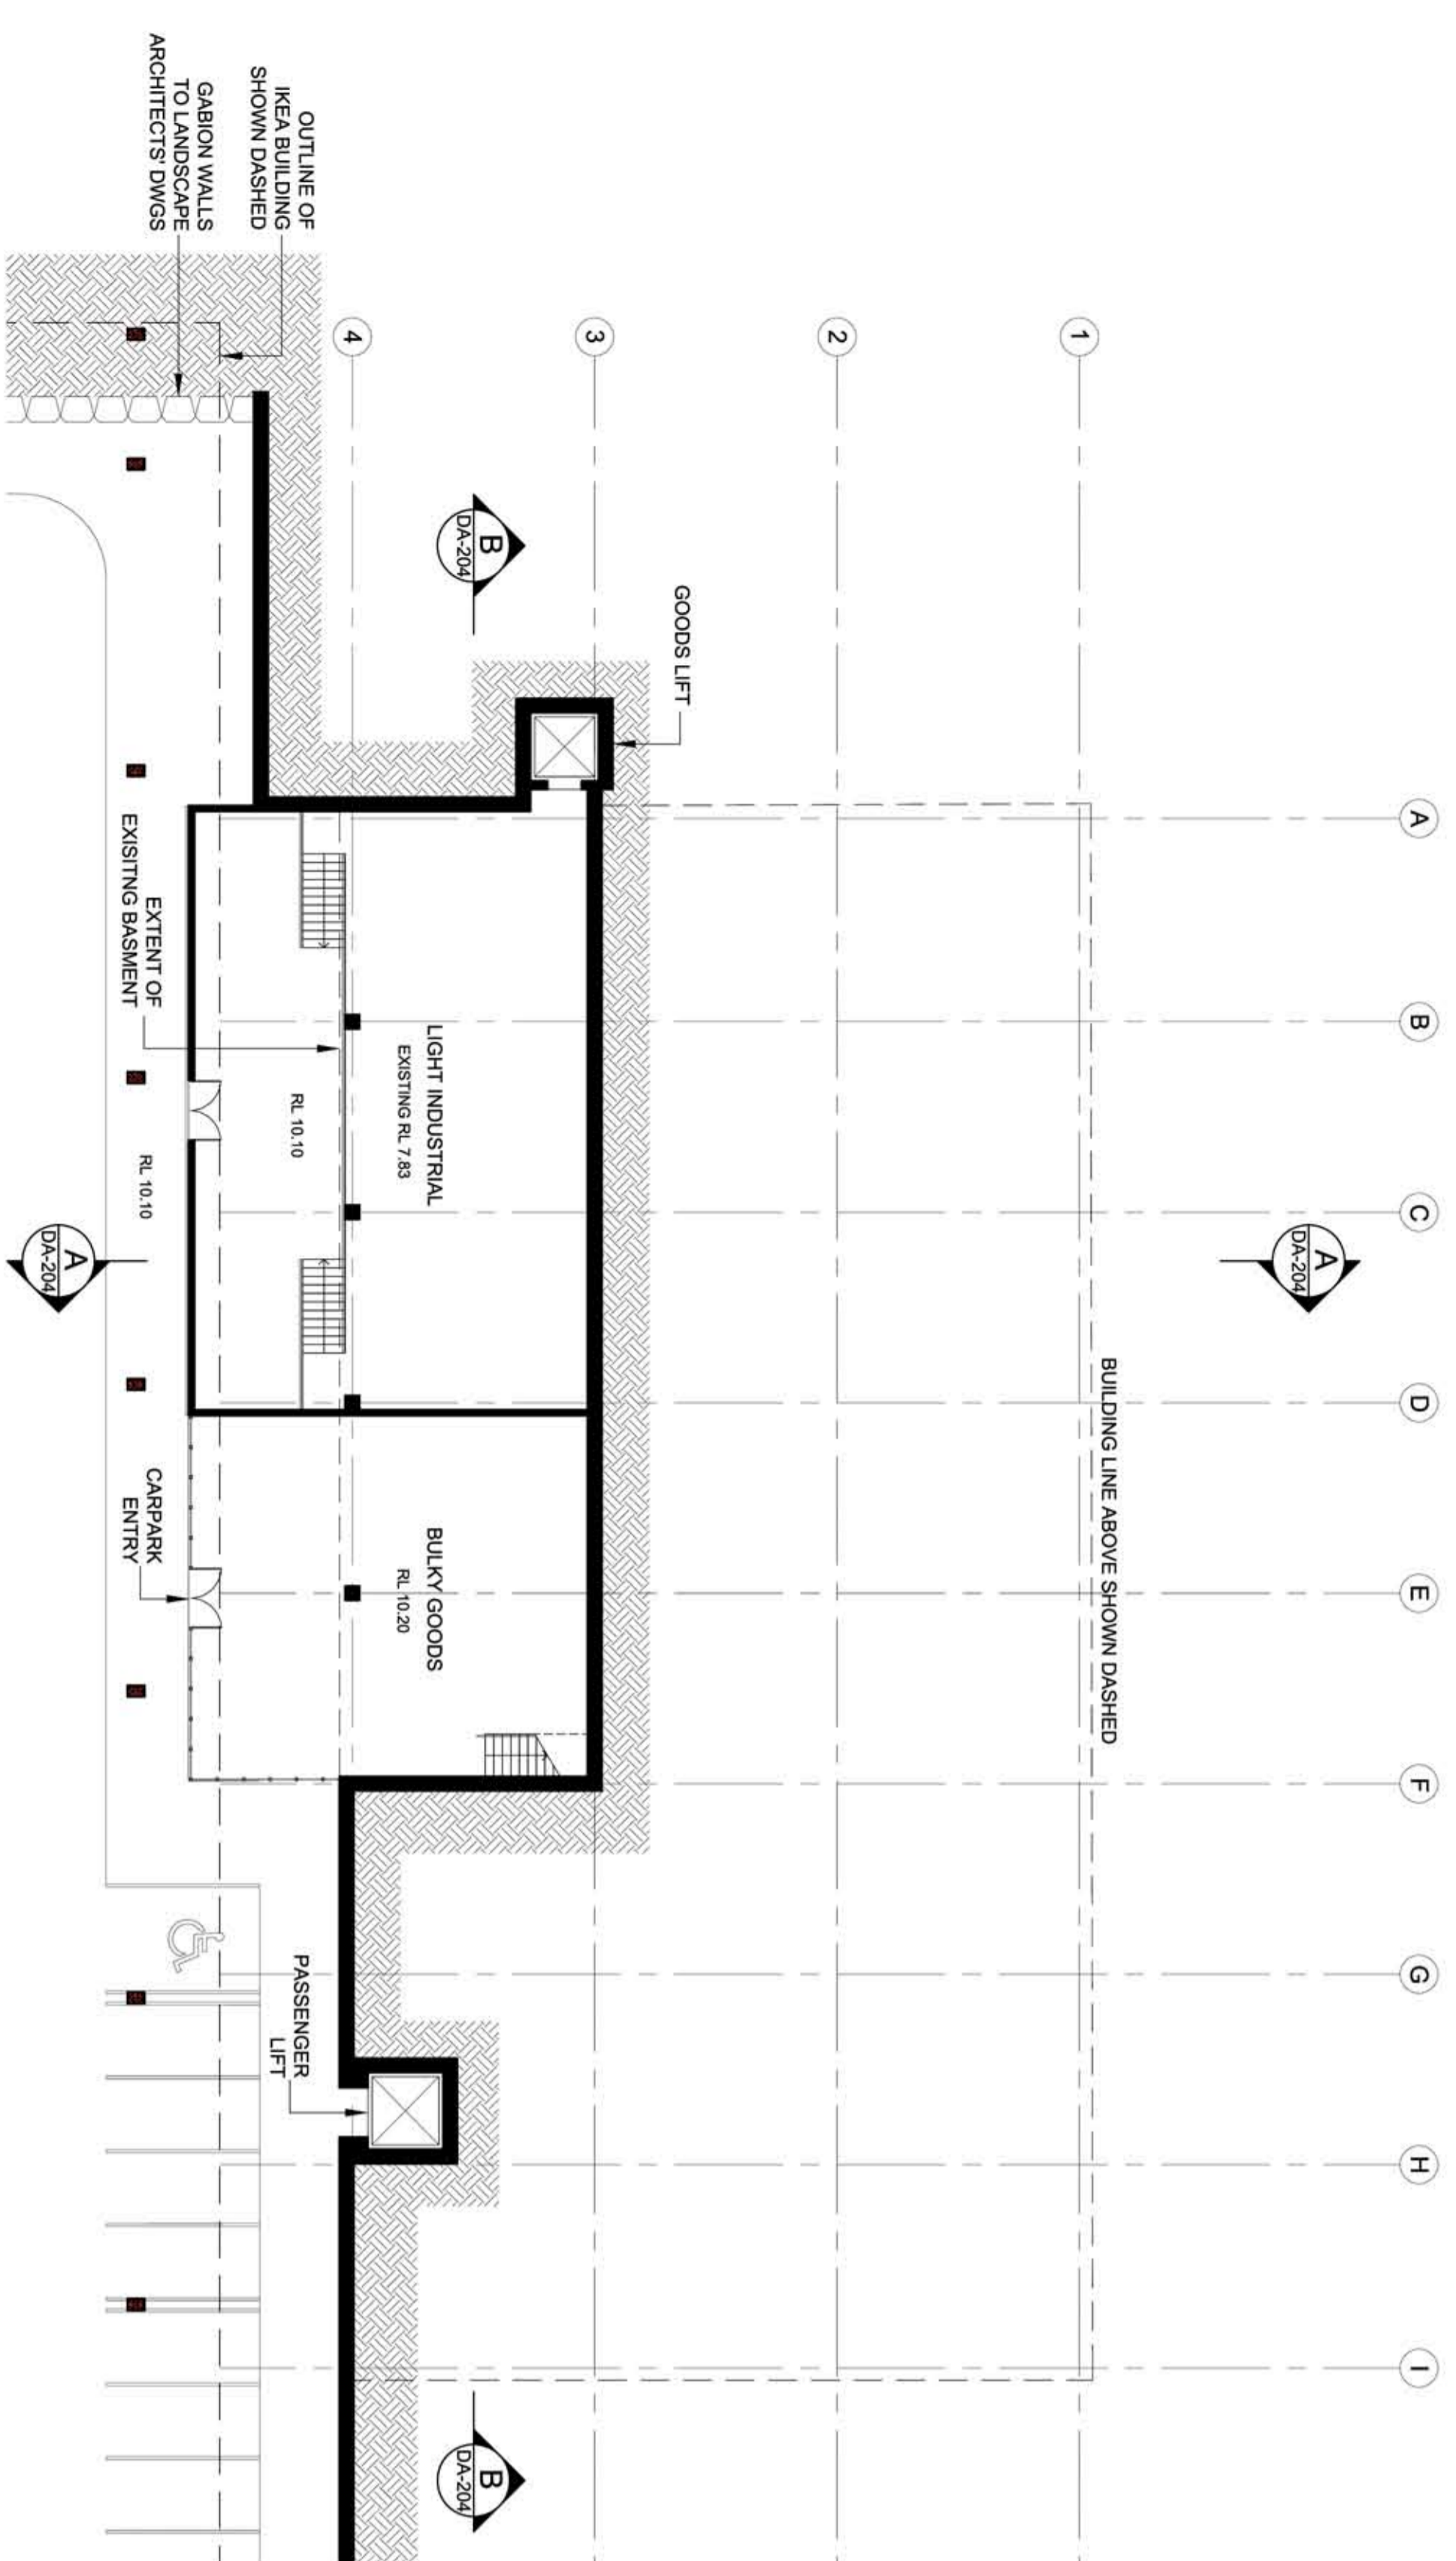 A
B
C
D
E
F
G
H
I
A
DA-204
BUILDING LINE ABOVE SHOWN DASHED
1
2
3
4
GOODS LIFT
B
DA-204
B
DA-204
OUTLINE OF
IKEA BUILDING
SHOWN DASHED
GABION WALLS
TO LANDSCAPE
ARCHITECTS' DWGS
LIGHT INDUSTRIAL
EXISTING RL 7.83
BULKY GOODS
RL 10.20
RL 10.10
PASSENGER
LIFT
EXTENT OF
EXISITNG BASMENT
RL 10.10
CARPARK
ENTRY
A
DA-204